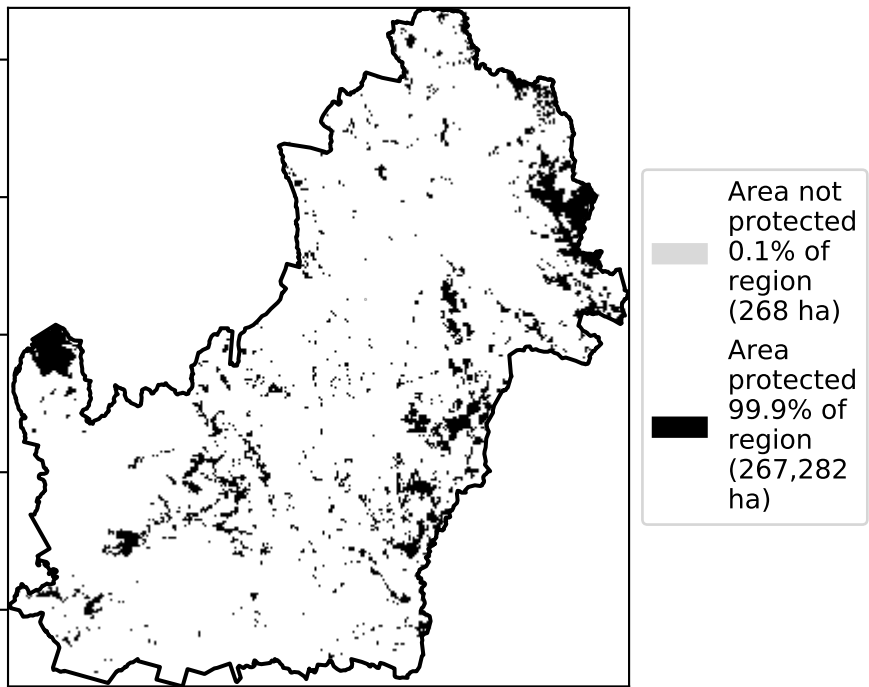 Area not
protected
0.1% of
region
(268 ha)
Area
protected
99.9% of
region
(267,282
ha)